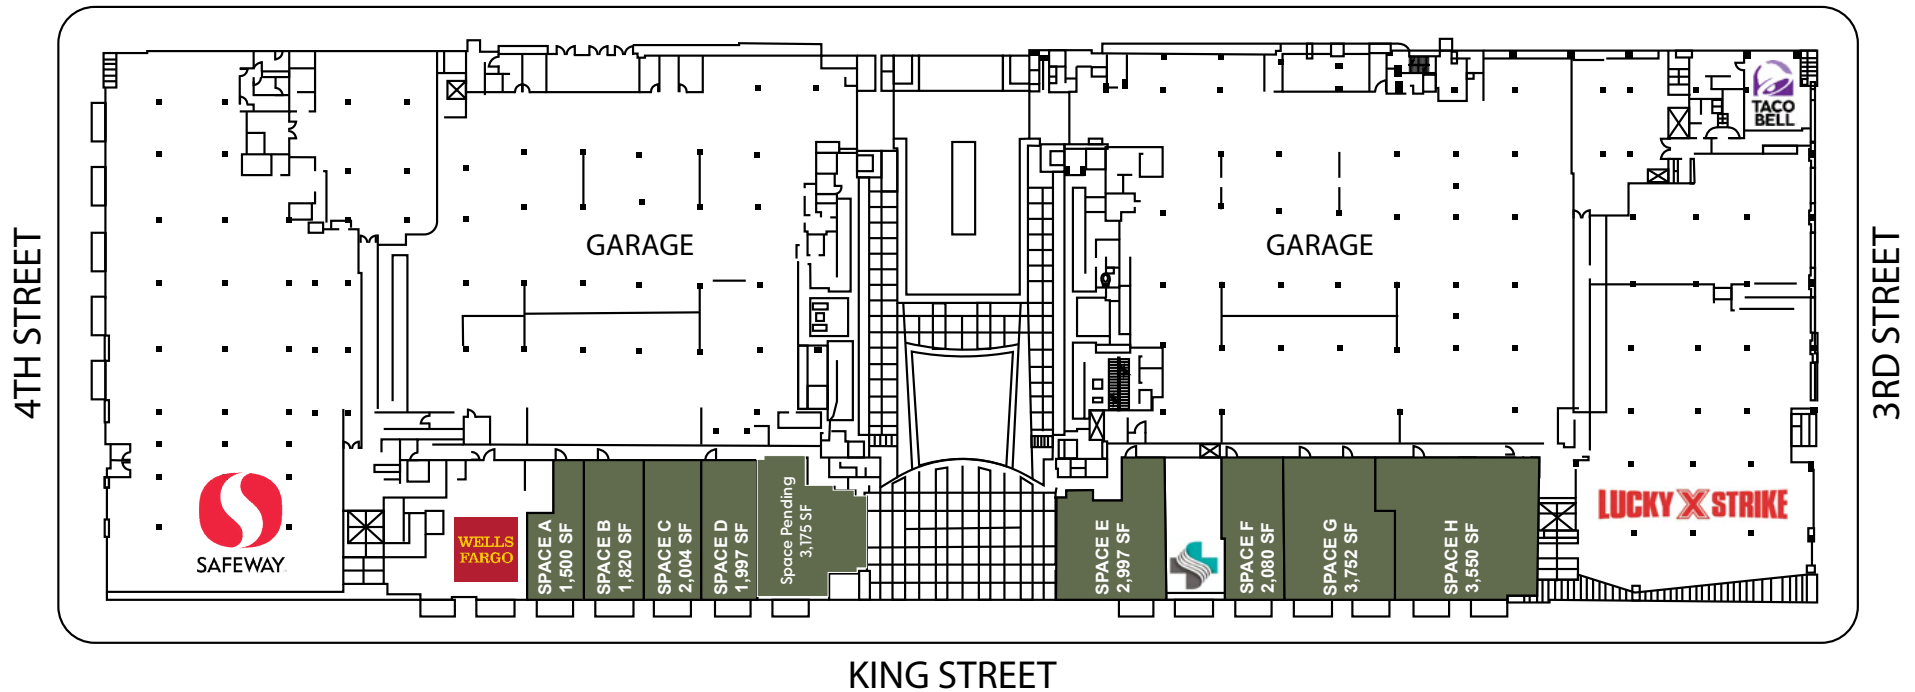 TACO
BELL
GARAGE
GARAGE
4TH STREET
3RD STREET
SAFEWAY
WELLS
FARGO
SPACE A
1,500 SF
SPACE B
1,820 SF
SPACE C
2,004 SF
SPACE D
1,997 SF
Space Pending
3,175 SF
SPACE E
2,997 SF
SPACE F
2,080 SF
SPACE G
3,752 SF
SPACE H
3,550 SF
LUCKY X STRIKE
KING STREET